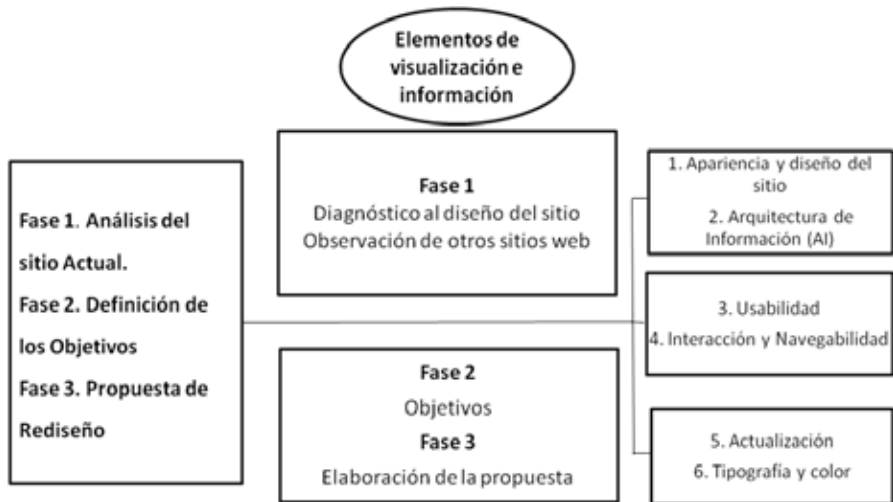 Elementos de
visualización e
información
Fase 1. Análisis del
sitio Actual.
Fase 2. Definición de
los Objetivos
Fase 3. Propuesta de
Rediseño
Fase 1
Diagnóstico al diseño del sitio
Observación de otros sitios web
Fase 2
Objetivos
Fase 3
Elaboración de la propuesta
1. Apariencia y diseño del
sitio
2. Arquitectura de
Información (AI)
3. Usabilidad
4. Interacción y Navegabilidad
5. Actualización
6. Tipografía y color